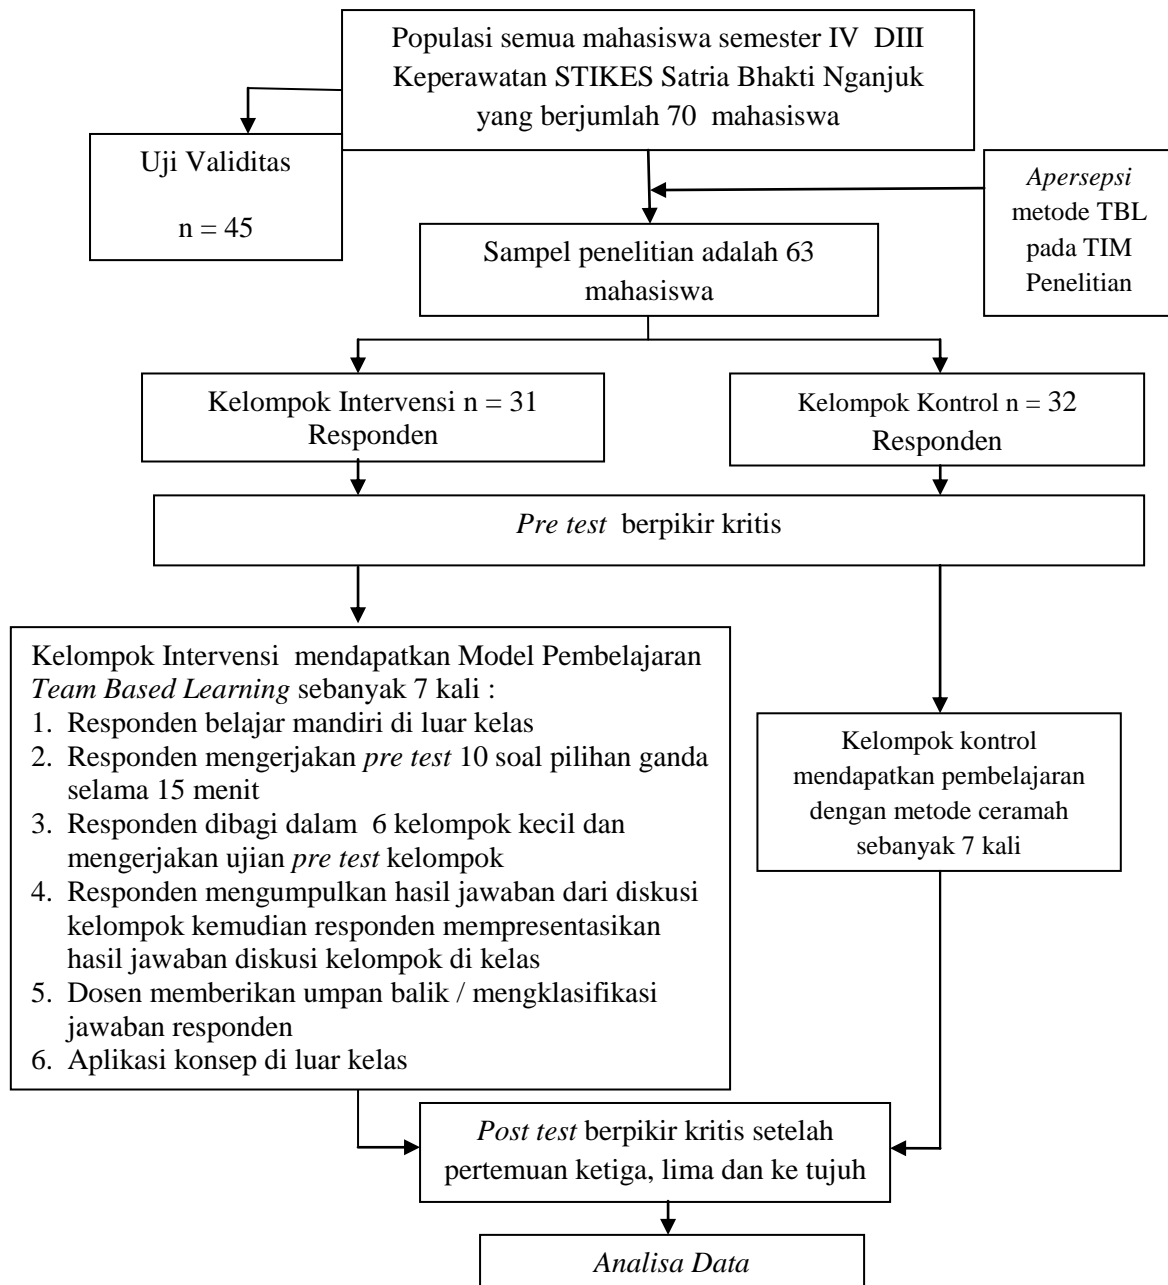 Populasi semua mahasiswa semester IV DIII
Keperawatan STIKES Satria Bhakti Nganjuk
yang berjumlah 70 mahasiswa
Uji Validitas
n = 45
Apersepsi
metode TBL
pada TIM
Penelitian
Sampel penelitian adalah 63
mahasiswa
Kelompok Intervensi n = 31
Responden
Kelompok Kontrol n = 32
Responden
Pre test berpikir kritis
Kelompok Intervensi mendapatkan Model Pembelajaran
Team Based Learning sebanyak 7 kali :
1. Responden belajar mandiri di luar kelas
2. Responden mengerjakan pre test 10 soal pilihan ganda
selama 15 menit
3. Responden dibagi dalam 6 kelompok kecil dan
mengerjakan ujian pre test kelompok
4. Responden mengumpulkan hasil jawaban dari diskusi
kelompok kemudian responden mempresentasikan
hasil jawaban diskusi kelompok di kelas
5. Dosen memberikan umpan balik / mengklasifikasi
jawaban responden
6. Aplikasi konsep di luar kelas
Kelompok kontrol
mendapatkan pembelajaran
dengan metode ceramah
sebanyak 7 kali
Post test berpikir kritis setelah
pertemuan ketiga, lima dan ke tujuh
Analisa Data